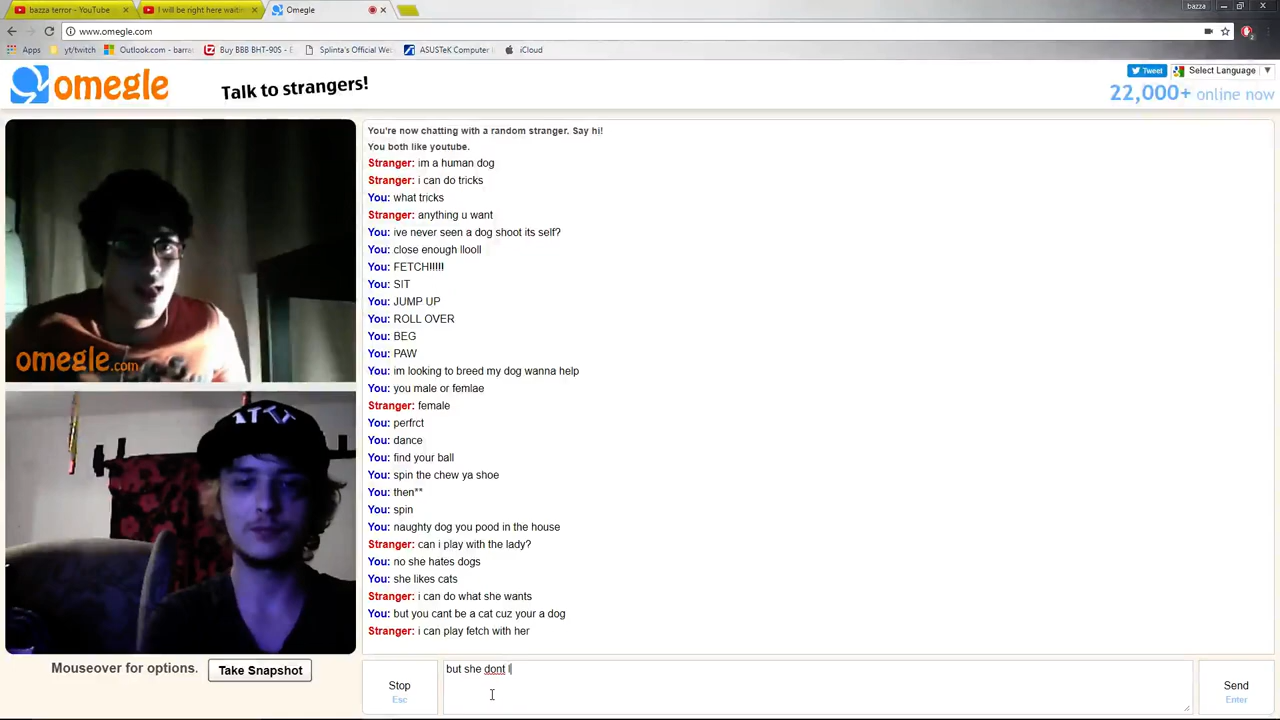 bazza terror - YouTube
I will be right here waiti
Omegle
bazza
www.omegle.com
Apps
yt/twitch
Outlook.com - barra
Buy BBB BHT-90S - E
Splinta's Official We
ASUSTeK Computer I
iCloud
omegle
Talk to strangers!
Tweet
Select Language
22,000+ online now
omegle.com
You're now chatting with a random stranger. Say hi!
You both like youtube.
Stranger: im a human dog
Stranger: i can do tricks
You: what tricks
Stranger: anything u want
You: ive never seen a dog shoot its self?
You: close enough llooll
You: FETCH!!!!!
You: SIT
You: JUMP UP
You: ROLL OVER
You: BEG
You: PAW
You: im looking to breed my dog wanna help
You: you male or femlae
Stranger: female
You: perfrct
You: dance
You: find your ball
You: spin the chew ya shoe
You: then**
You: spin
You: naughty dog you pood in the house
Stranger: can i play with the lady?
You: no she hates dogs
You: she likes cats
Stranger: i can do what she wants
You: but you cant be a cat cuz your a dog
Stranger: i can play fetch with her
Mouseover for options.
Take Snapshot
Stop
Esc
but she dont l
Send
Enter